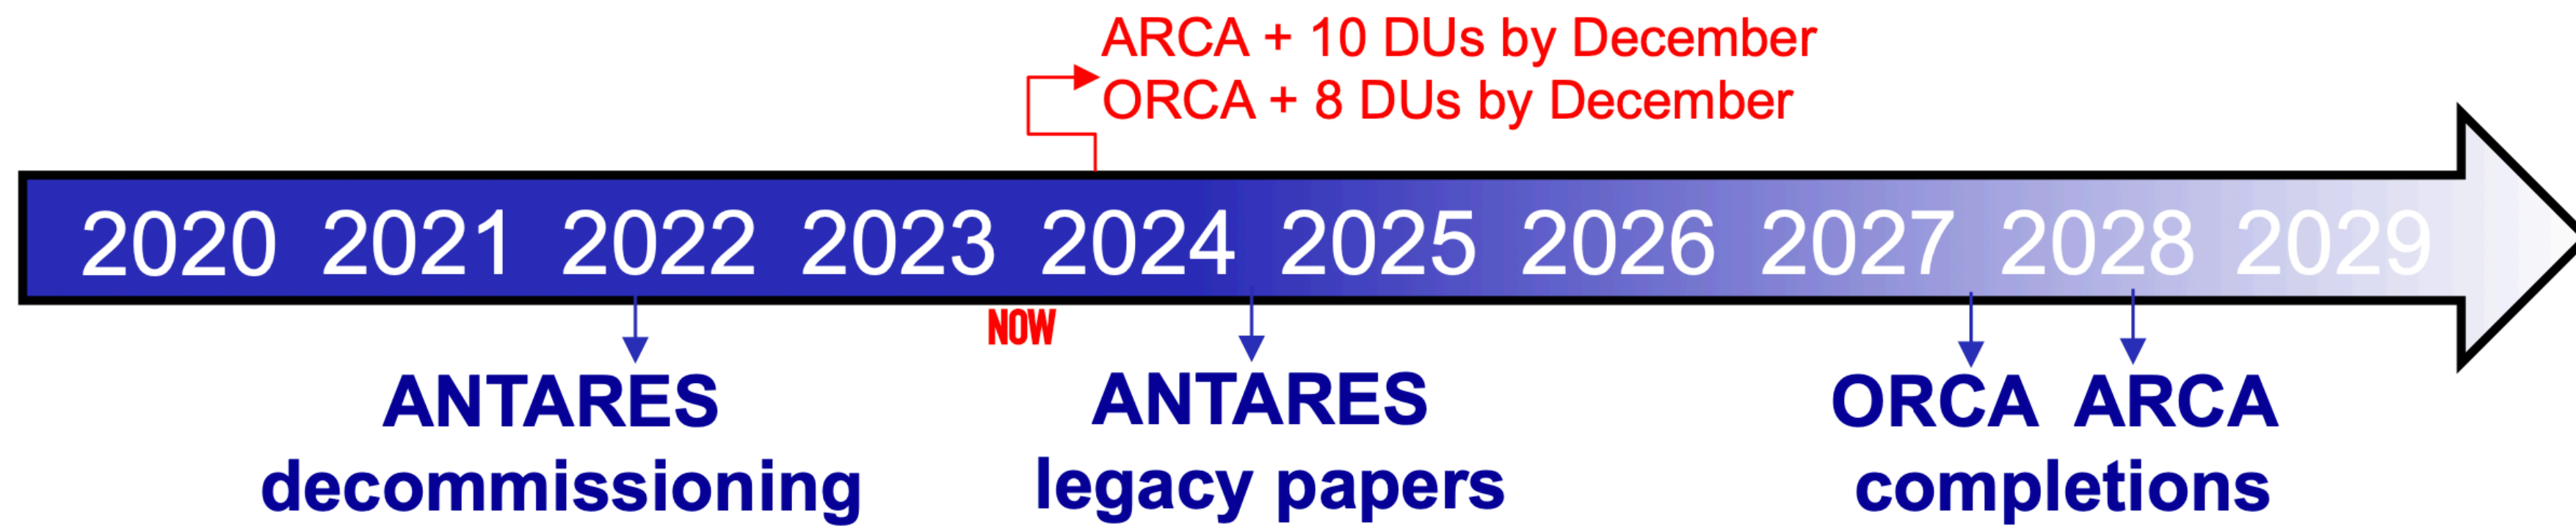 ARCA + 10 DUs by December
ORCA + 8 DUs by December
2020 2021 2022 2023 2024 2025 2026 2027 2028 2029
NOW
ANTARES
decommissioning
ANTARES
legacy papers
ORCA ARCA
completions